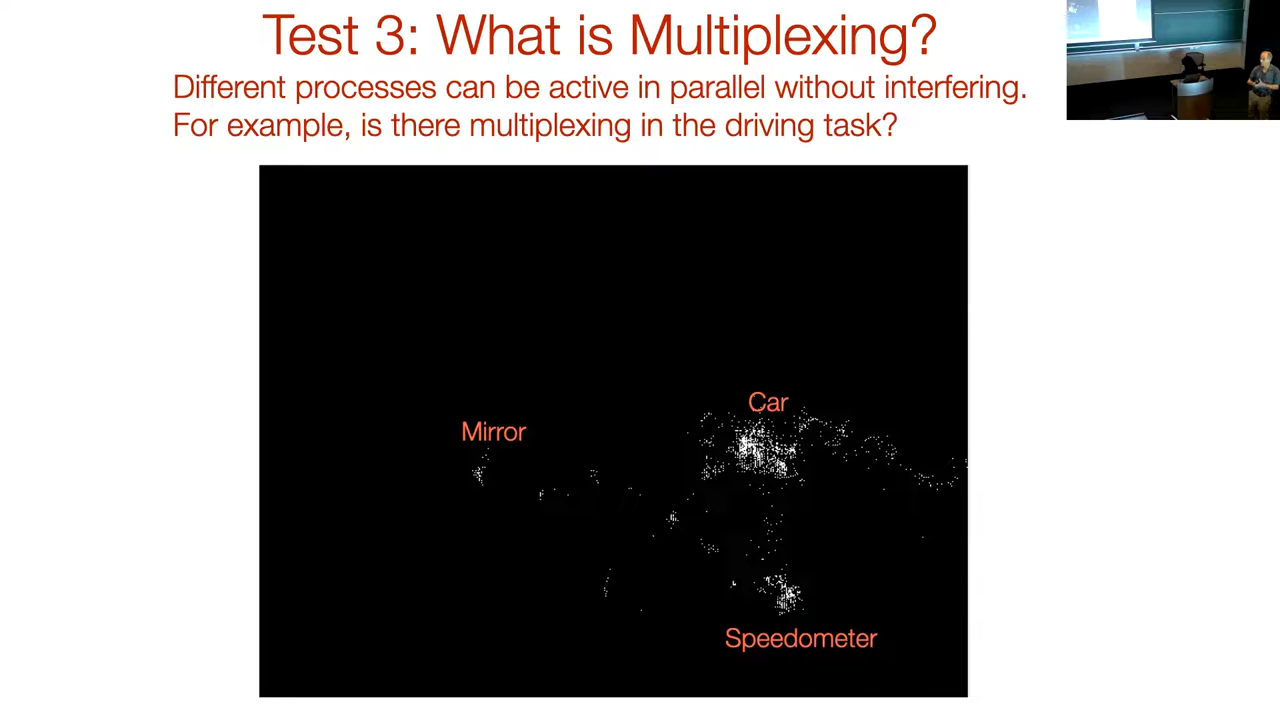 Test 3: What is Multiplexing?
Different processes can be active in parallel without interfering.
For example, is there multiplexing in the driving task?
Car
Mirror
Speedometer